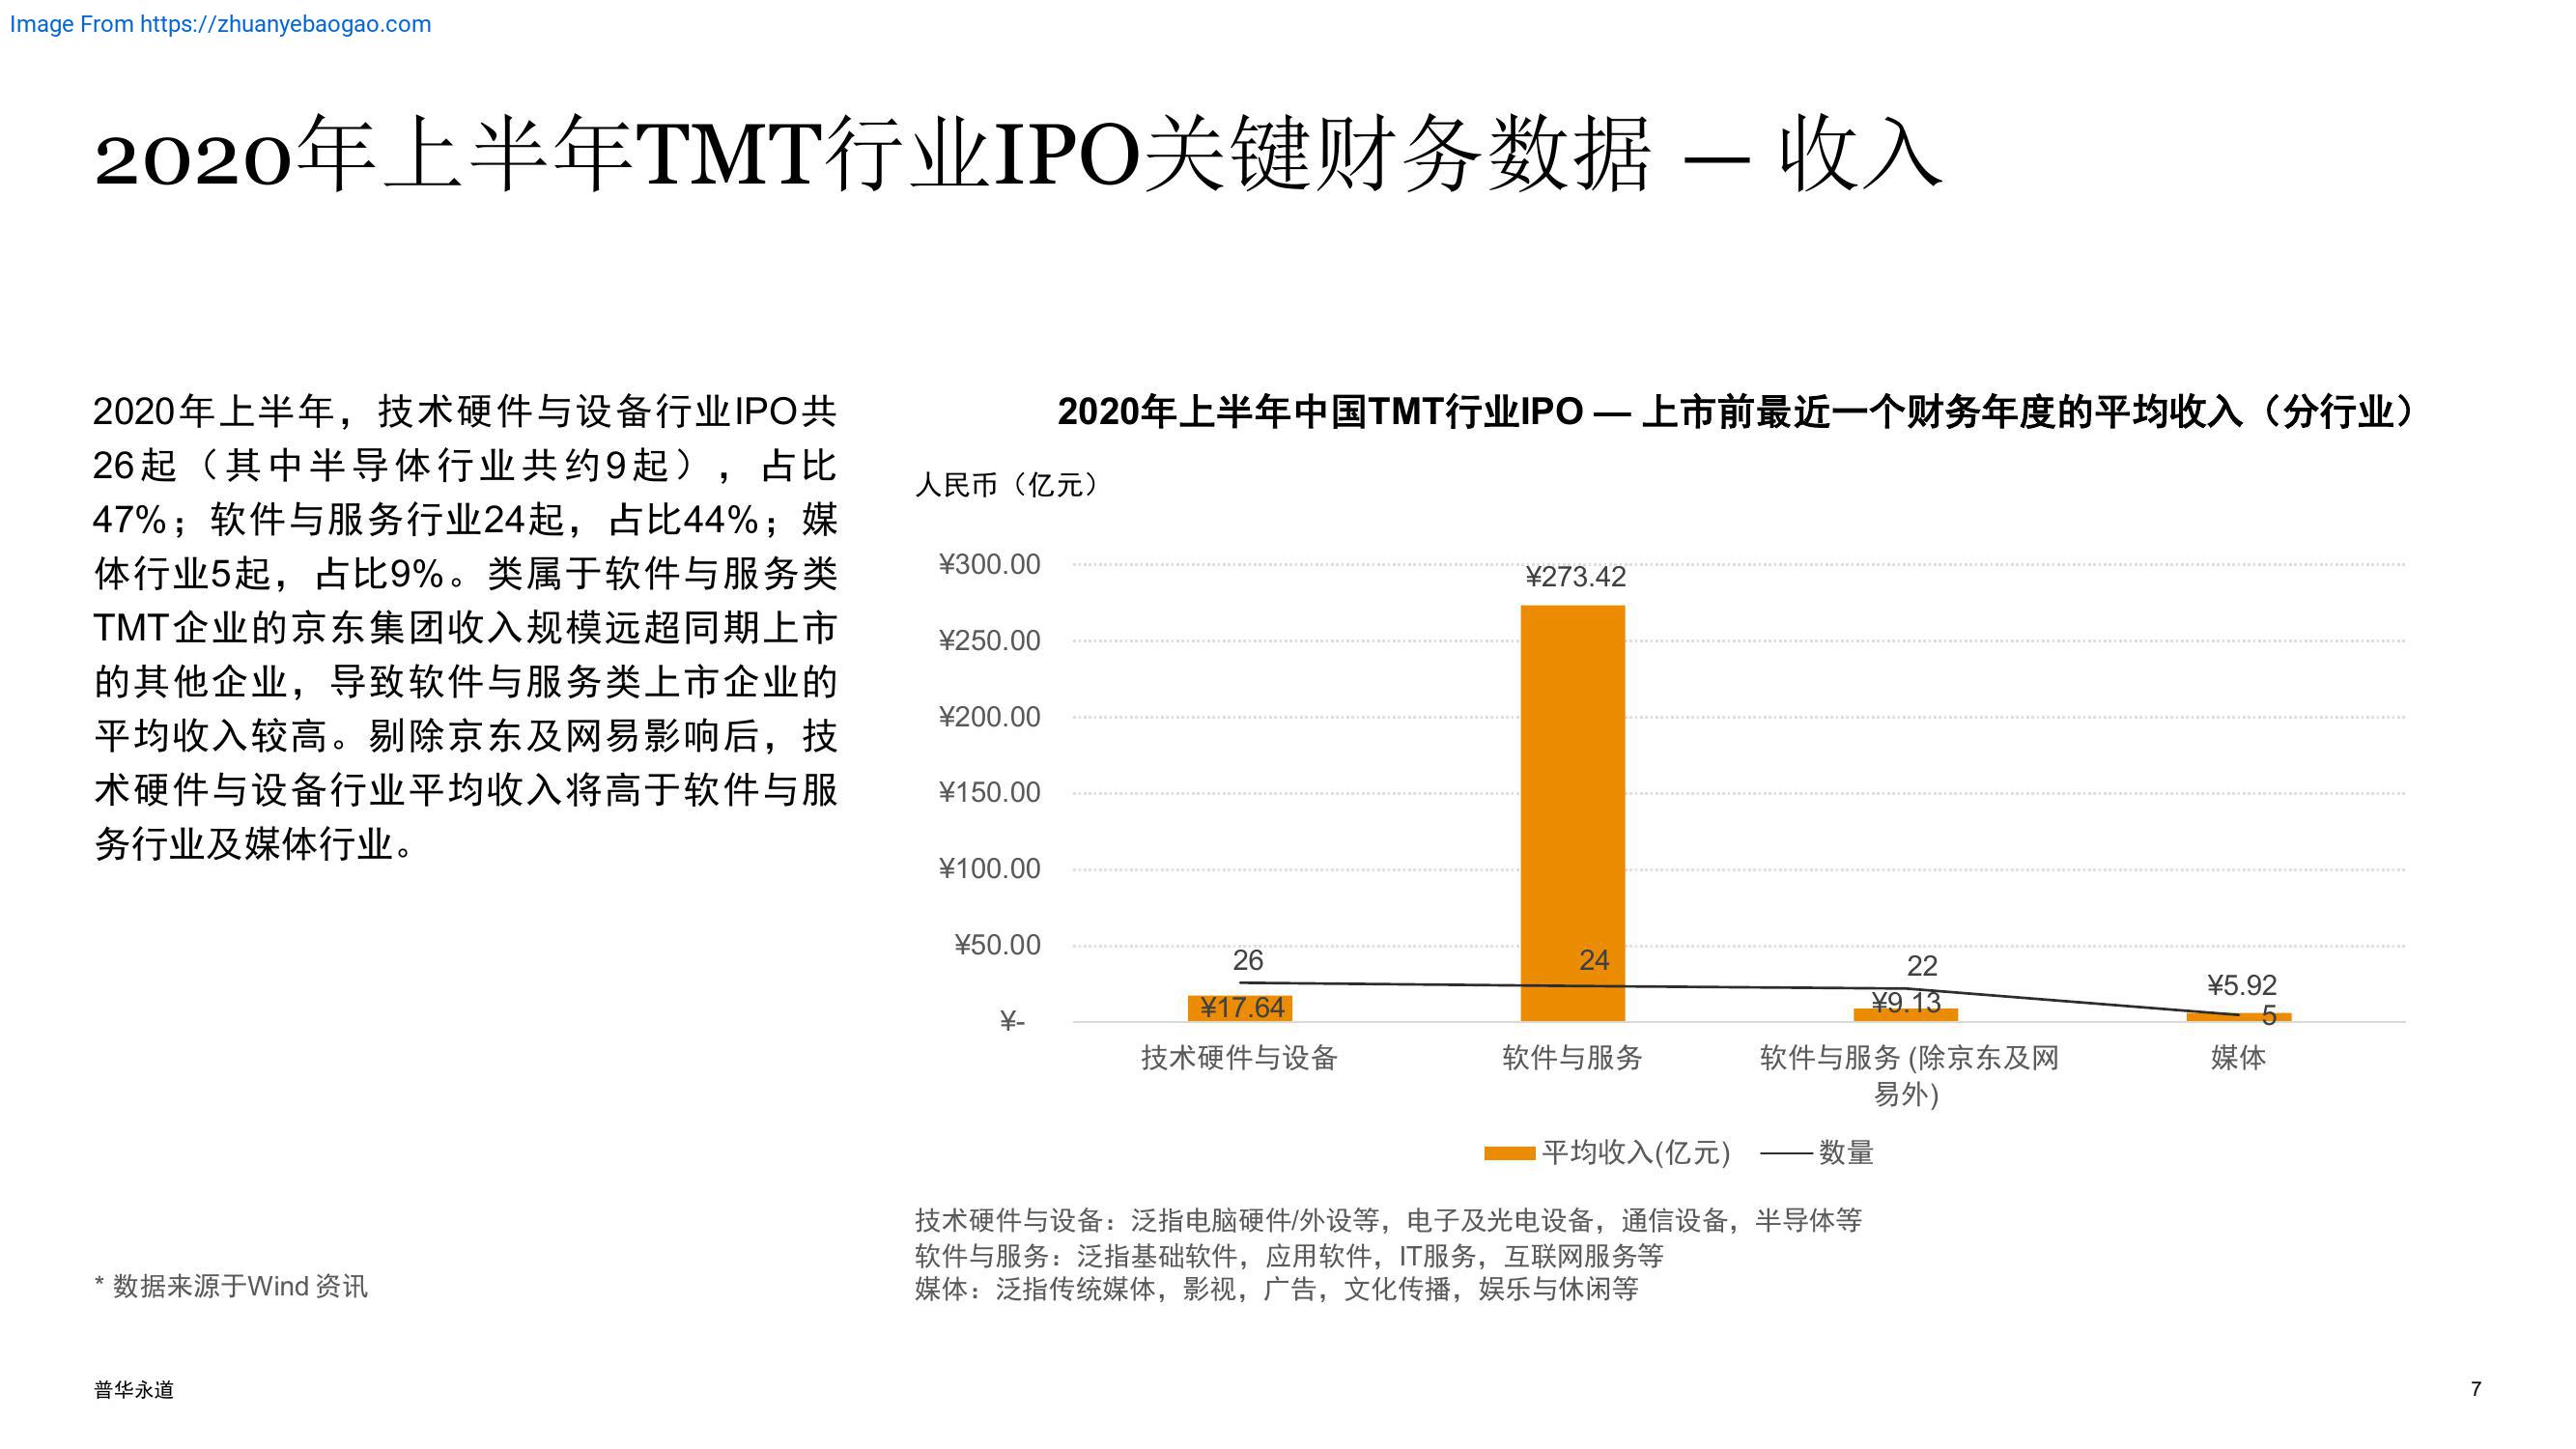 Image From https://zhuanyebaogao.com
2020年上半年TMT行业IPO关键财务数据 – 收入
2020年上半年，技术硬件与设备行业IPO共
26起（其中半导体行业共约9起），占比
47%；软件与服务行业24起，占比44%；媒
体行业5起，占比9%。类属于软件与服务类
TMT企业的京东集团收入规模远超同期上市
的其他企业，导致软件与服务类上市企业的
平均收入较高。剔除京东及网易影响后，技
术硬件与设备行业平均收入将高于软件与服
务行业及媒体行业。
* 数据来源于Wind 资讯
2020年上半年中国TMT行业IPO — 上市前最近一个财务年度的平均收入（分行业）
人民币（亿元）
¥300.00
¥250.00
¥200.00
¥150.00
¥100.00
¥50.00
¥-
¥273.42
26
24
22
¥5.92
¥17.64
¥9.13
5
技术硬件与设备
软件与服务
软件与服务 (除京东及网
易外)
媒体
平均收入(亿元)
数量
技术硬件与设备：泛指电脑硬件/外设等，电子及光电设备，通信设备，半导体等
软件与服务：泛指基础软件，应用软件，IT服务，互联网服务等
媒体：泛指传统媒体，影视，广告，文化传播，娱乐与休闲等
普华永道
7